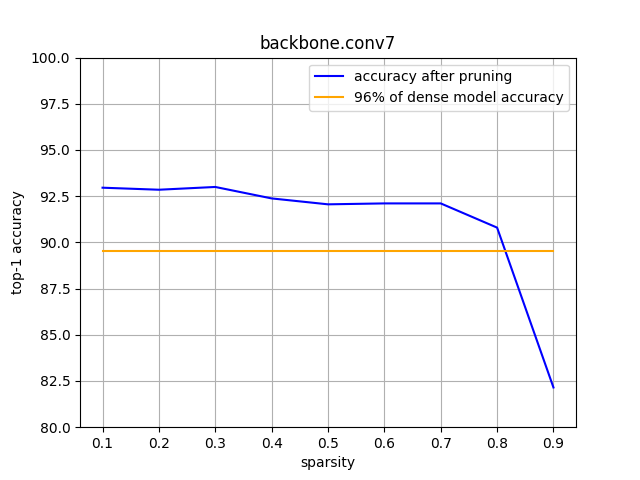 backbone.conv7
100.0
97.5
95.0
92.5
90.0
87.5
85.0
82.5
80.0
top-1 accuracy
accuracy after pruning
96% of dense model accuracy
0.1 0.2 0.3 0.4 0.5 0.6 0.7 0.8 0.9
sparsity